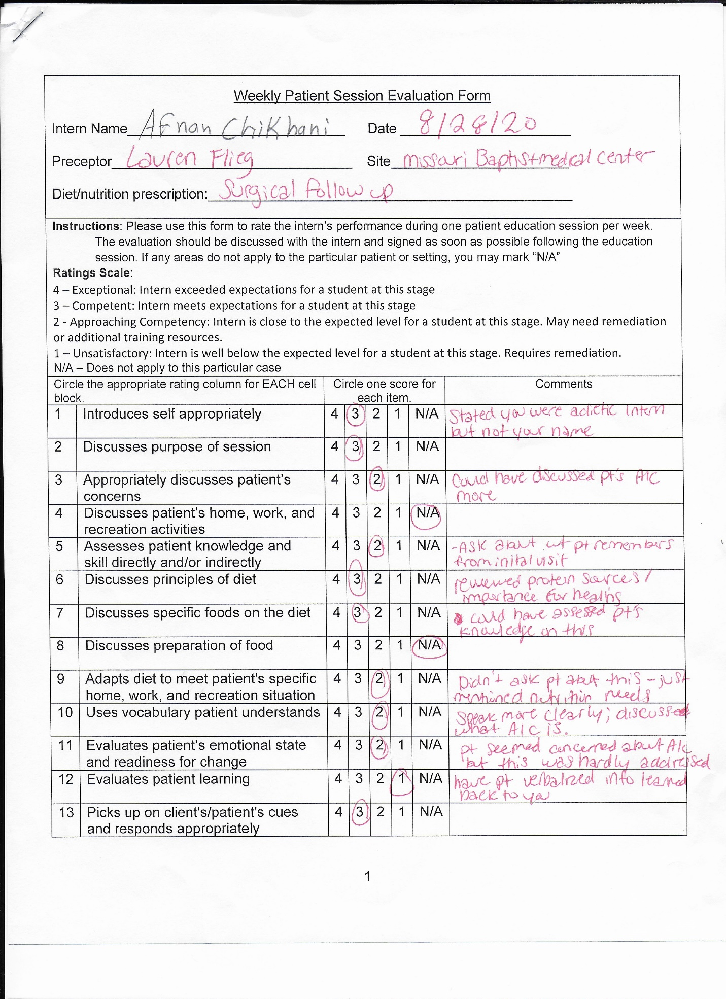 Weekly Patient Session Evaluation Form
Intern Name Afnan Chikhani Date 8/28/20
Preceptor Lauren Flieg Site Missouri Baptist medical center
Diet/nutrition prescription: Surgical follow up
Instructions: Please use this form to rate the intern's performance during one patient education session per week.
The evaluation should be discussed with the intern and signed as soon as possible following the education
session. If any areas do not apply to the particular patient or setting, you may mark “N/A”
Ratings Scale:
4 – Exceptional: Intern exceeded expectations for a student at this stage
3 – Competent: Intern meets expectations for a student at this stage
2 - Approaching Competency: Intern is close to the expected level for a student at this stage. May need remediation
or additional training resources.
1 – Unsatisfactory: Intern is well below the expected level for a student at this stage. Requires remediation.
N/A – Does not apply to this particular case
Circle the appropriate rating column for EACH cell Circle one score for Comments
block. each item.
1 Introduces self appropriately 4 3 2 1 N/A Stated you were a dietetic intern
but not your name
2 Discusses purpose of session 4 3 2 1 N/A
3 Appropriately discusses patient's 4 3 2 1 N/A Could have discussed pt's A1C
concerns more
4 Discusses patient's home, work, and 4 3 2 1 N/A
recreation activities
5 Assesses patient knowledge and 4 3 2 1 N/A -ASK about wt pt remembers
skill directly and/or indirectly from inital visit
6 Discusses principles of diet 4 3 2 1 N/A reviewed protein sources /
importance for healing
7 Discusses specific foods on the diet 4 3 2 1 N/A could have assessed pt's
knowledge on this
8 Discusses preparation of food 4 3 2 1 N/A
9 Adapts diet to meet patient's specific 4 3 2 1 N/A Didn't ask pt about this - just
home, work, and recreation situation mentioned nutrition needs
10 Uses vocabulary patient understands 4 3 2 1 N/A Speak more clearly; discuss
what A1C is.
11 Evaluates patient's emotional state 4 3 2 1 N/A pt seemed concerned about A1C
and readiness for change but this was hardly addressed
12 Evaluates patient learning 4 3 2 1 N/A have pt verbalized info learned
back to you
13 Picks up on client's/patient's cues 4 3 2 1 N/A
and responds appropriately
1